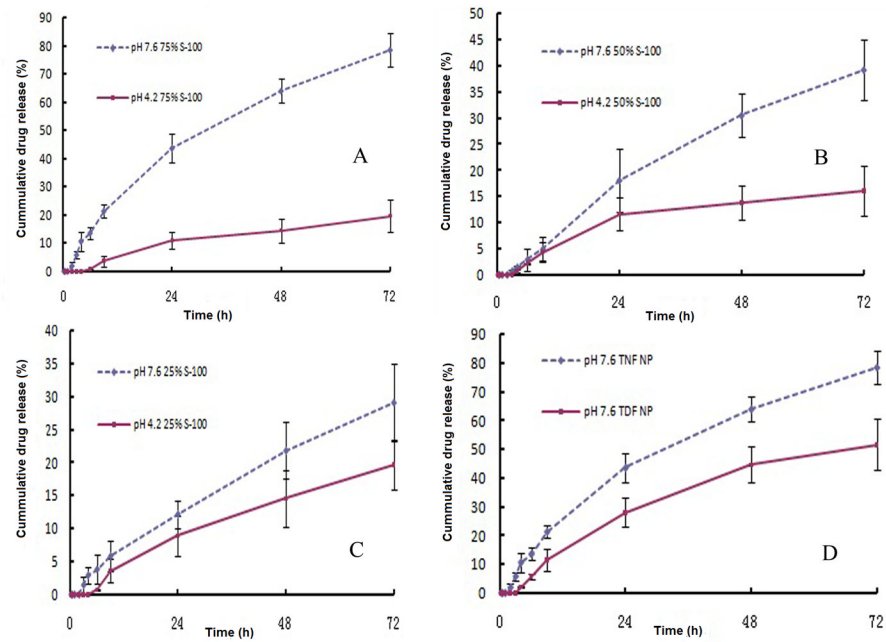 Cummulative drug release (%)
90
80
70
60
50
40
30
20
10
0
pH 7.6 75% S-100
pH 4.2 75% S-100
A
0 24 48 72
Time (h)
Cummulative drug release (%)
50
45
40
35
30
25
20
15
10
5
0
pH 7.6 50% S-100
pH 4.2 50% S-100
B
0 24 48 72
Time (h)
Cummulative drug release (%)
40
35
30
25
20
15
10
5
0
pH 7.6 25% S-100
pH 4.2 25% S-100
C
0 24 48 72
Time (h)
Cummulative drug release (%)
90
80
70
60
50
40
30
20
10
0
pH 7.6 TNF NP
pH 7.6 TDF NP
D
0 24 48 72
Time (h)